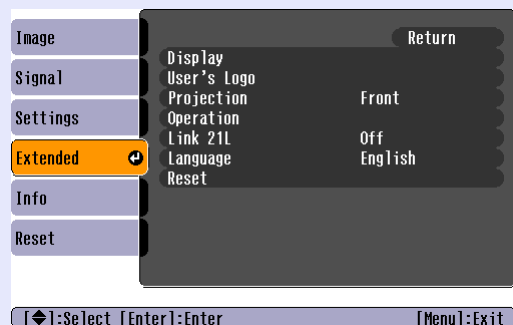 Image
Signal
Settings
Extended
Info
Reset
Return
Display
User's Logo
Projection Front
Operation
Link 21L Off
Language English
Reset
[◆]:Select [Enter]:Enter [Menu]:Exit